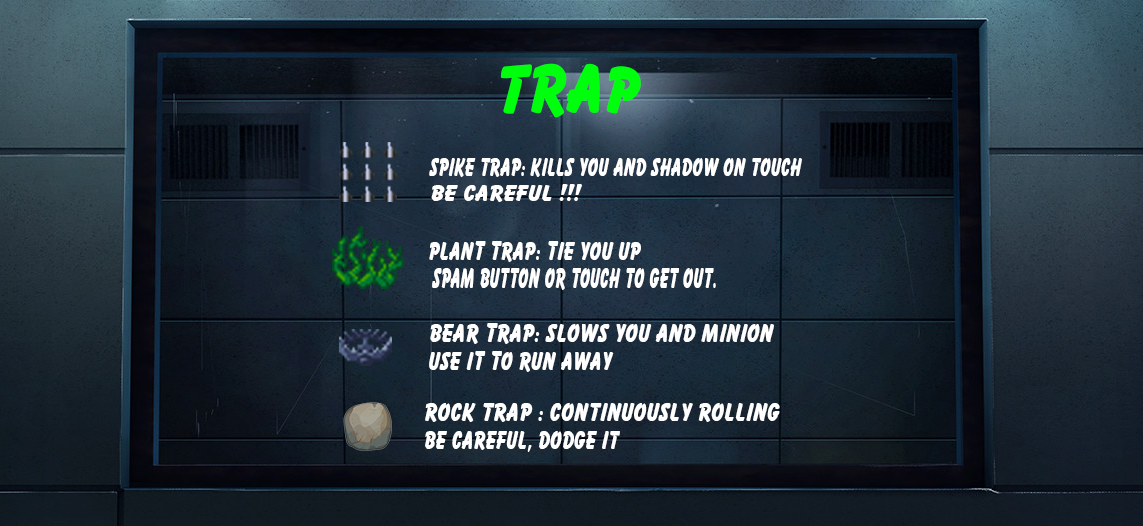 TRAP
SPIKE TRAP: KILLS YOU AND SHADOW ON TOUCH
BE CAREFUL !!!
PLANT TRAP: TIE YOU UP
SPAM BUTTON OR TOUCH TO GET OUT.
BEAR TRAP: SLOWS YOU AND MINION
USE IT TO RUN AWAY
ROCK TRAP : CONTINUOUSLY ROLLING
BE CAREFUL, DODGE IT